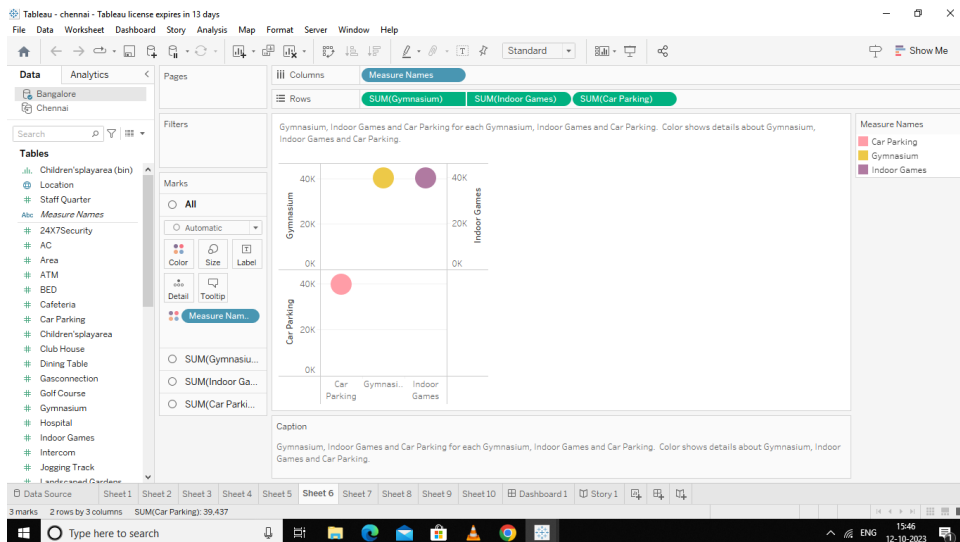 Tableau - chennai - Tableau license expires in 13 days
File Data Worksheet Dashboard Story Analysis Map Format Server Window Help
Standard
Show Me
Data Analytics
Bangalore
Chennai
Search
Tables
Children'splayarea (bin)
Location
Staff Quarter
Abc Measure Names
24X7Security
AC
Area
ATM
BED
Cafeteria
Car Parking
Children'splayarea
Club House
Dining Table
Gasconnection
Golf Course
Gymnasium
Hospital
Indoor Games
Intercom
Jogging Track
Landscaped Gardens
Pages
Filters
Marks
All
Automatic
Color Size Label
Detail Tooltip
Measure Nam..
SUM(Gymnasiu...
SUM(Indoor Ga...
SUM(Car Parki...
Columns Measure Names
Rows SUM(Gymnasium) SUM(Indoor Games) SUM(Car Parking)
Gymnasium, Indoor Games and Car Parking for each Gymnasium, Indoor Games and Car Parking. Color shows details about Gymnasium,
Indoor Games and Car Parking.
Gymnasium
40K
20K
0K
Indoor Games
40K
20K
0K
Car Parking
40K
20K
0K
Car Parking
Gymnasi..
Indoor Games
Caption
Gymnasium, Indoor Games and Car Parking for each Gymnasium, Indoor Games and Car Parking. Color shows details about Gymnasium, Indoor
Games and Car Parking.
Measure Names
Car Parking
Gymnasium
Indoor Games
Data Source Sheet 1 Sheet 2 Sheet 3 Sheet 4 Sheet 5 Sheet 6 Sheet 7 Sheet 8 Sheet 9 Sheet 10 Dashboard 1 Story 1
3 marks 2 rows by 3 columns SUM(Car Parking): 39,437
Type here to search
ENG
15:46
12-10-2023
1